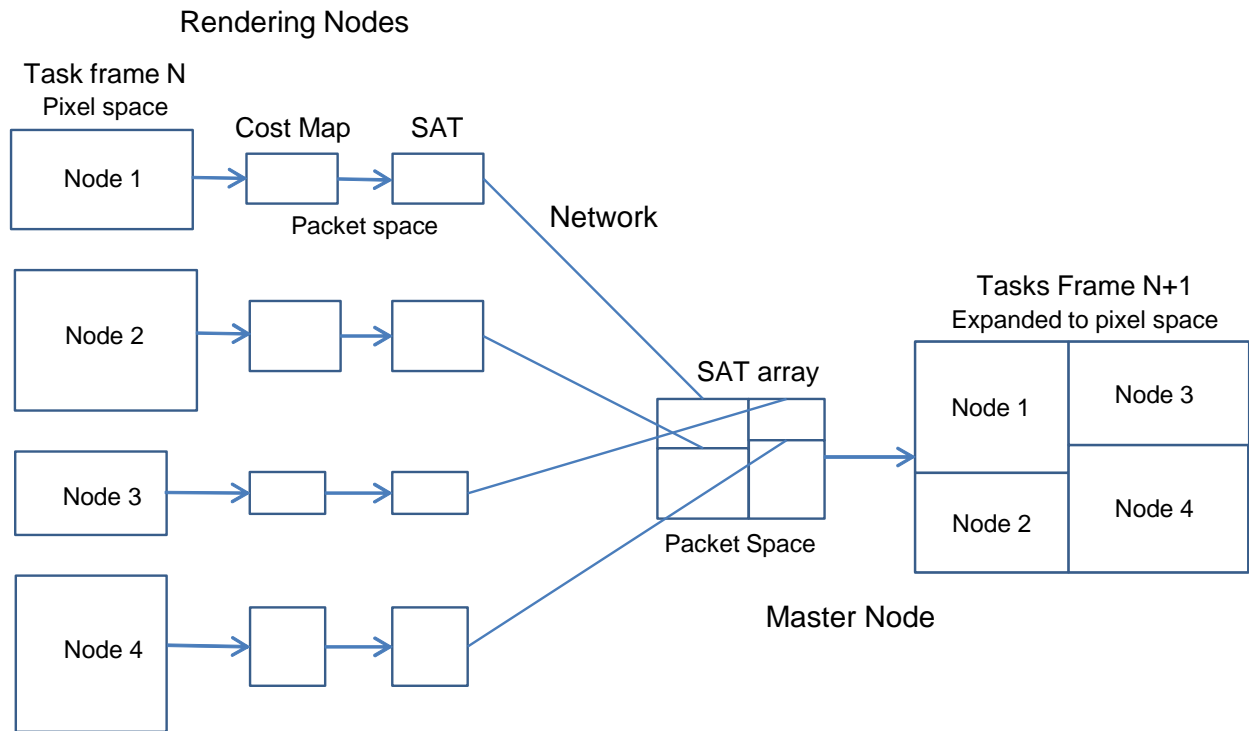 Rendering Nodes
Task frame N
Pixel space
Cost Map
SAT
Node 1
Packet space
Network
Node 2
Tasks Frame N+1
Expanded to pixel space
SAT array
Node 1
Node 3
Node 3
Node 2
Node 4
Packet Space
Master Node
Node 4